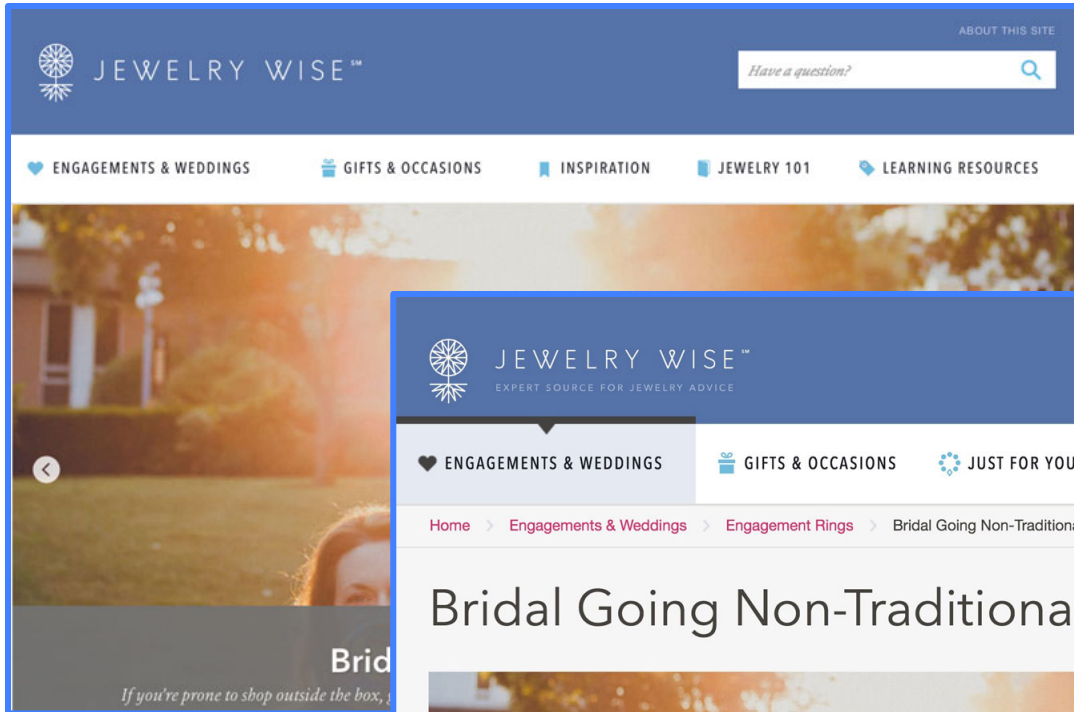 ABOUT THIS SITE
JEWELRY WISE℠
Have a question?
ENGAGEMENTS & WEDDINGS GIFTS & OCCASIONS INSPIRATION JEWELRY 101 LEARNING RESOURCES
Brid
If you're prone to shop outside the box,
JEWELRY WISE℠
EXPERT SOURCE FOR JEWELRY ADVICE
ENGAGEMENTS & WEDDINGS GIFTS & OCCASIONS JUST FOR YOU
Home > Engagements & Weddings > Engagement Rings > Bridal Going Non-Tradition
Bridal Going Non-Traditiona